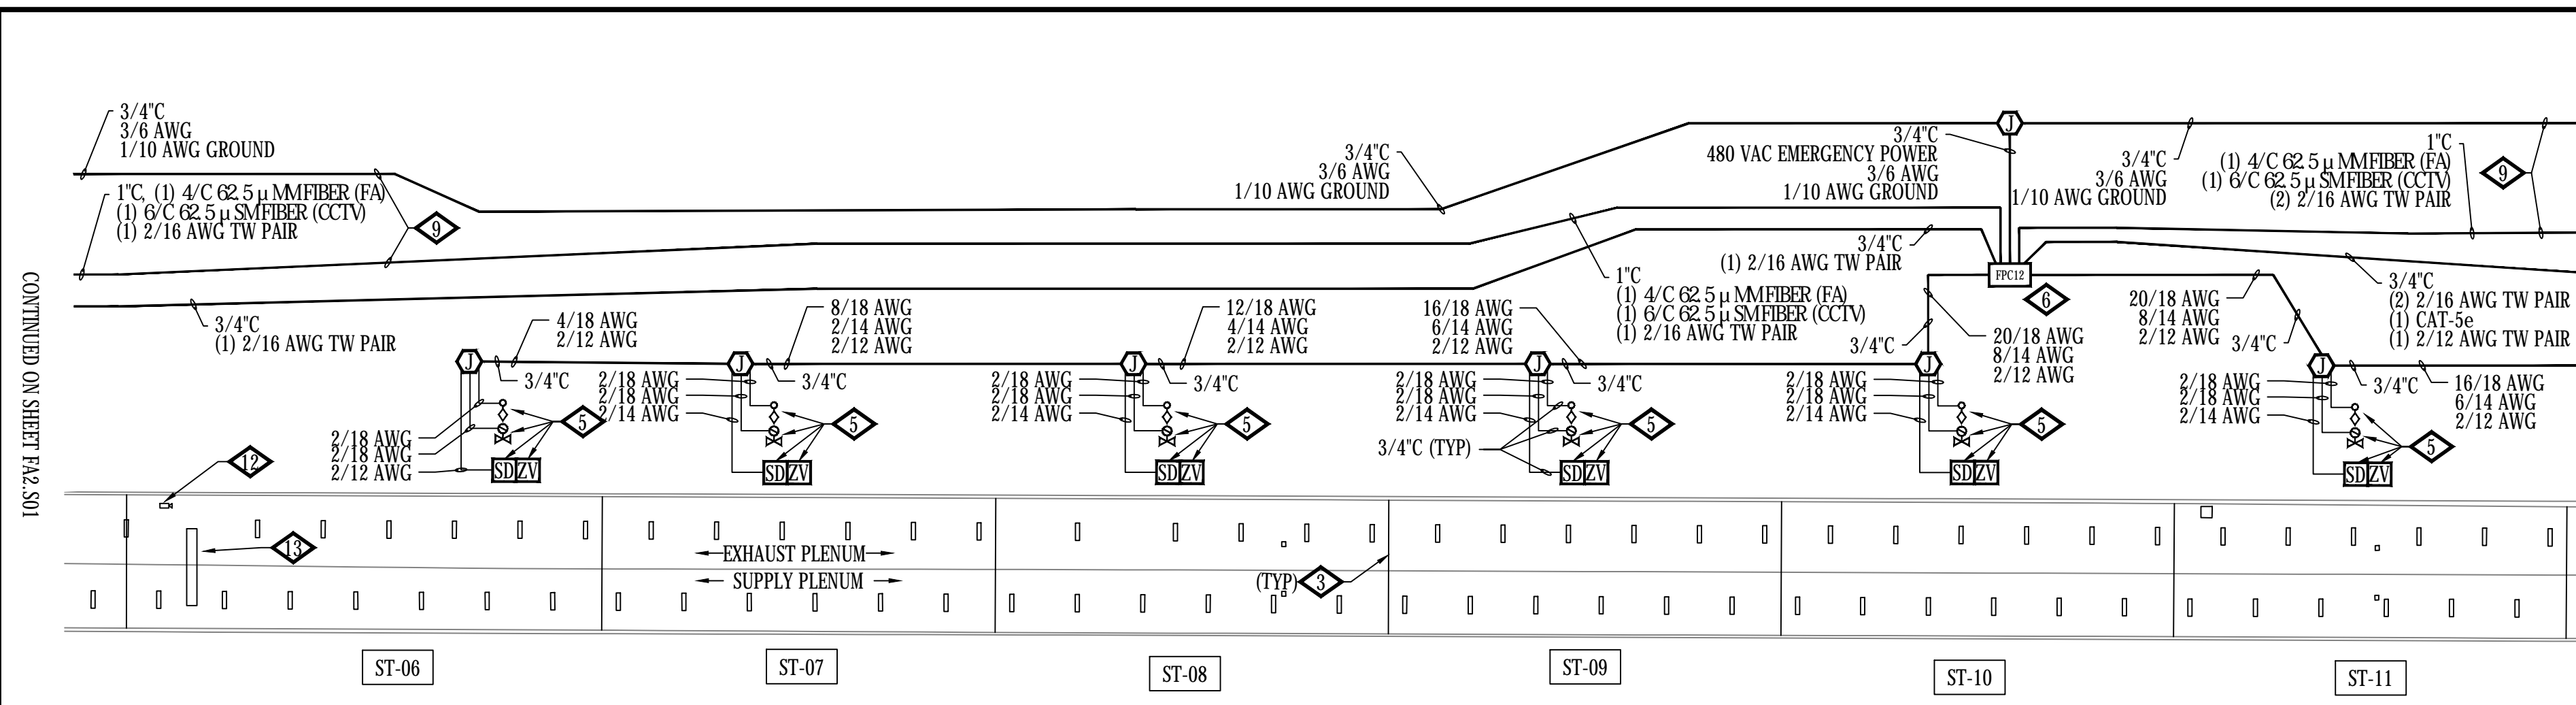 3/4"C
3/6 AWG
1/10 AWG GROUND
1"C, (1) 4/C 62.5 µ MM FIBER (FA)
(1) 6/C 62.5 µ SM FIBER (CCTV)
(1) 2/16 AWG TW PAIR
9
3/4"C
3/6 AWG
1/10 AWG GROUND
3/4"C
480 VAC EMERGENCY POWER
3/6 AWG
1/10 AWG GROUND
J
3/4"C
3/6 AWG
1/10 AWG GROUND
1"C
(1) 4/C 62.5 µ MM FIBER (FA)
(1) 6/C 62.5 µ SM FIBER (CCTV)
(2) 2/16 AWG TW PAIR
9
CONTINUED ON SHEET FA2.S01
3/4"C
(1) 2/16 AWG TW PAIR
3/4"C
(1) 2/16 AWG TW PAIR
1"C
(1) 4/C 62.5 µ MM FIBER (FA)
(1) 6/C 62.5 µ SM FIBER (CCTV)
(1) 2/16 AWG TW PAIR
FPC12
6
3/4"C
(2) 2/16 AWG TW PAIR
(1) CAT-5e
(1) 2/12 AWG TW PAIR
J
4/18 AWG
2/12 AWG
3/4"C
2/18 AWG
2/18 AWG
2/12 AWG
5
SD ZV
J
8/18 AWG
2/14 AWG
2/12 AWG
3/4"C
2/18 AWG
2/18 AWG
2/14 AWG
5
SD ZV
J
12/18 AWG
4/14 AWG
2/12 AWG
3/4"C
2/18 AWG
2/18 AWG
2/14 AWG
5
SD ZV
J
16/18 AWG
6/14 AWG
2/12 AWG
3/4"C
2/18 AWG
2/18 AWG
2/14 AWG
3/4"C (TYP)
5
SD ZV
J
3/4"C
20/18 AWG
8/14 AWG
2/12 AWG
2/18 AWG
2/18 AWG
2/14 AWG
5
SD ZV
20/18 AWG
8/14 AWG
2/12 AWG
3/4"C
J
3/4"C
16/18 AWG
6/14 AWG
2/12 AWG
2/18 AWG
2/18 AWG
2/14 AWG
5
SD ZV
12
13
EXHAUST PLENUM
SUPPLY PLENUM
(TYP) 3
ST-06
ST-07
ST-08
ST-09
ST-10
ST-11